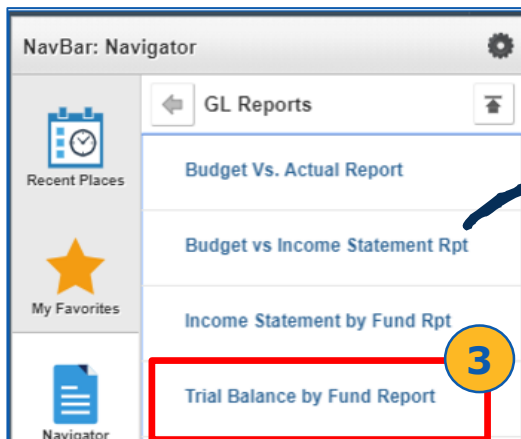 NavBar: Navigator
GL Reports
Recent Places
Budget Vs. Actual Report
Budget vs Income Statement Rpt
My Favorites
Income Statement by Fund Rpt
3
Trial Balance by Fund Report
Navigator